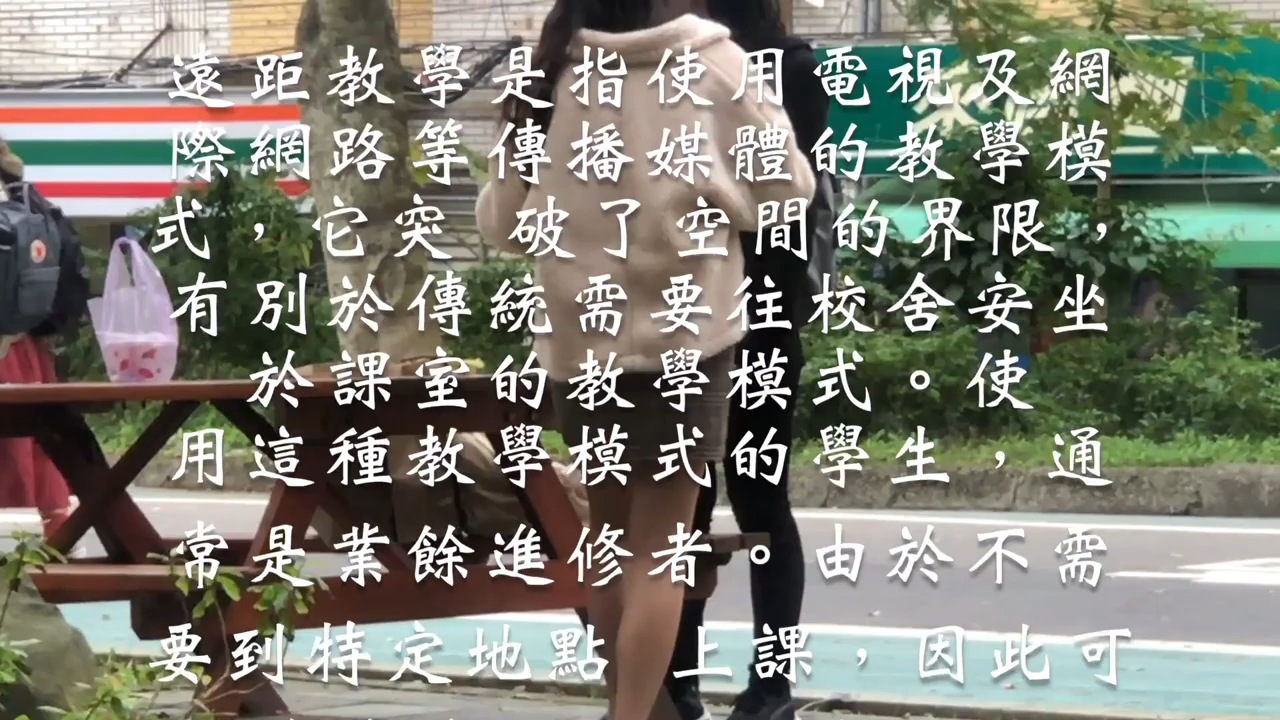 遠距教學是指使用電視及網
際網路等傳播媒體的教學模
式，它突 破了空間的界限，
有別於傳統需要往校舍安坐
於課室的教學模式。使
用這種教學模式的學生，通
常是業餘進修者。由於不需
要到特定地點 上課，因此可